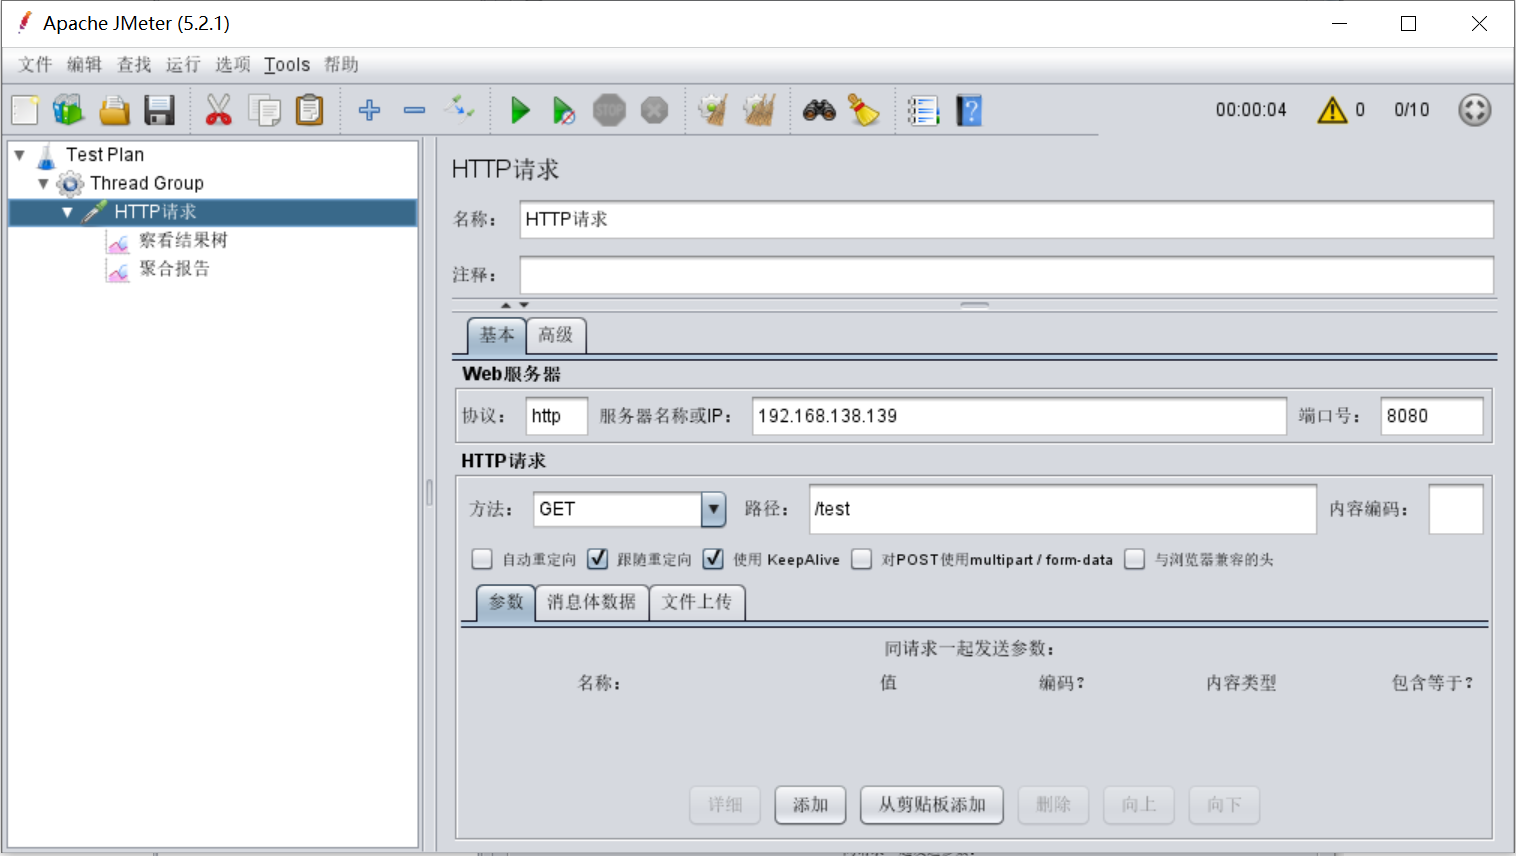 Apache JMeter (5.2.1)
文件 编辑 查找 运行 选项 Tools 帮助
STOP 00:00:04 0 0/10
Test Plan
Thread Group
HTTP请求
察看结果树
聚合报告
HTTP请求
名称： HTTP请求
注释：
基本 高级
Web服务器
协议： http 服务器名称或IP： 192.168.138.139 端口号： 8080
HTTP请求
方法： GET 路径： /test 内容编码：
自动重定向 跟随重定向 使用 KeepAlive 对POST使用multipart / form-data 与浏览器兼容的头
参数 消息体数据 文件上传
同请求一起发送参数：
名称： 值 编码? 内容类型 包含等于?
详细 添加 从剪贴板添加 删除 向上 向下